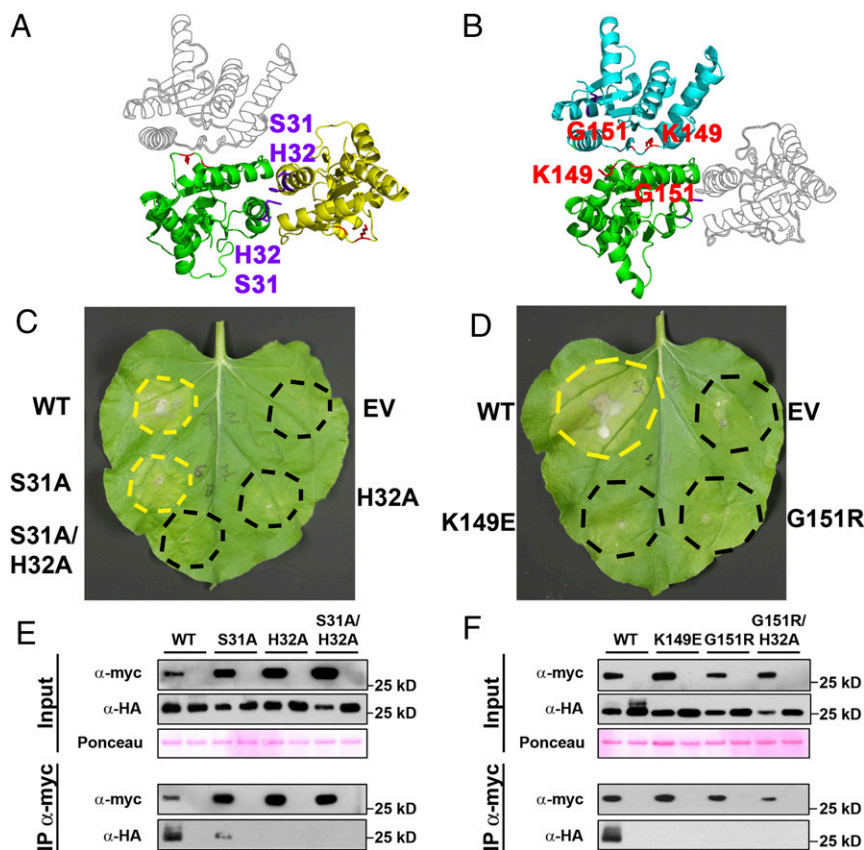 A
S31
H32
H32
S31
B
G151 K149
K149
G151
C
WT
EV
S31A
H32A
S31A/
H32A
D
WT
EV
K149E
G151R
E
WT S31A H32A S31A/
H32A
Input
α-myc
25 kD
α-HA
25 kD
Ponceau
IP α-myc
α-myc
25 kD
α-HA
25 kD
F
WT K149E G151R G151R/
H32A
Input
α-myc
25 kD
α-HA
25 kD
Ponceau
IP α-myc
α-myc
25 kD
α-HA
25 kD